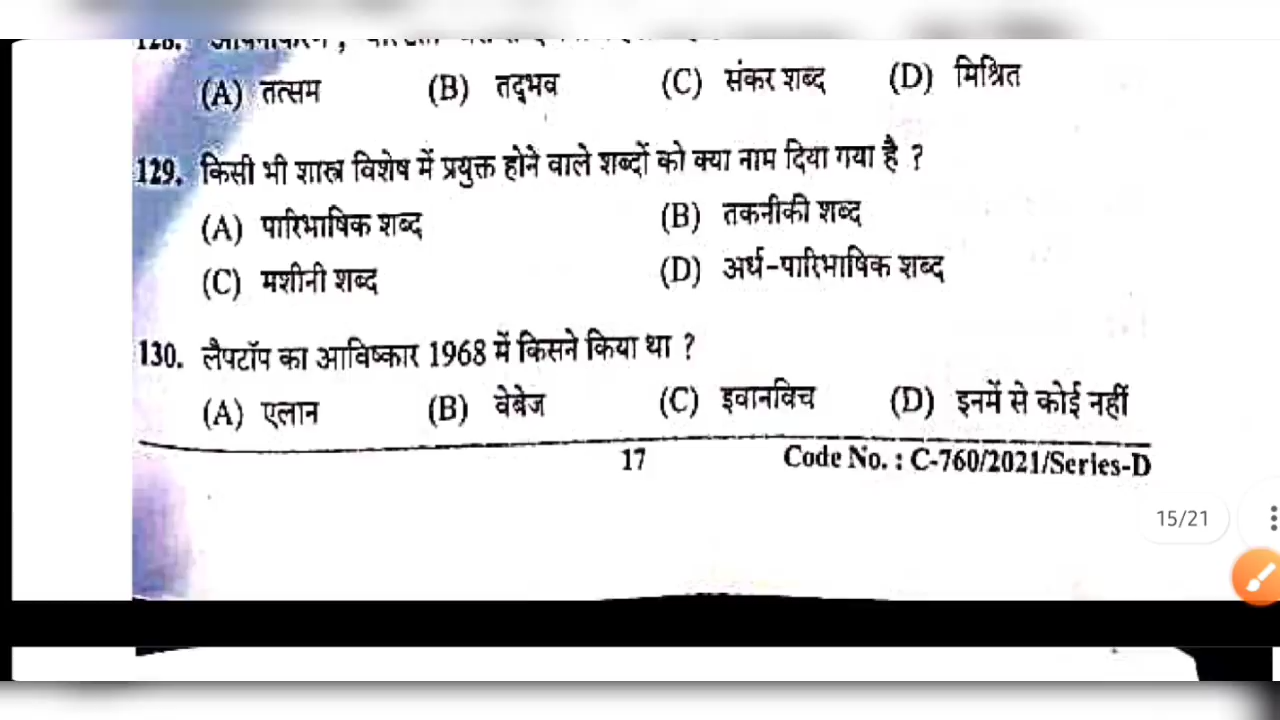 128.
(A) तत्सम (B) तद्भव (C) संकर शब्द (D) मिश्रित
129. किसी भी शास्त्र विशेष में प्रयुक्त होने वाले शब्दों को क्या नाम दिया गया है ?
(A) पारिभाषिक शब्द (B) तकनीकी शब्द
(C) मशीनी शब्द (D) अर्ध-पारिभाषिक शब्द
130. लैपटॉप का आविष्कार 1968 में किसने किया था ?
(A) एलान (B) वेबेज (C) इवानविच (D) इनमें से कोई नहीं
17 Code No. : C-760/2021/Series-D
15/21